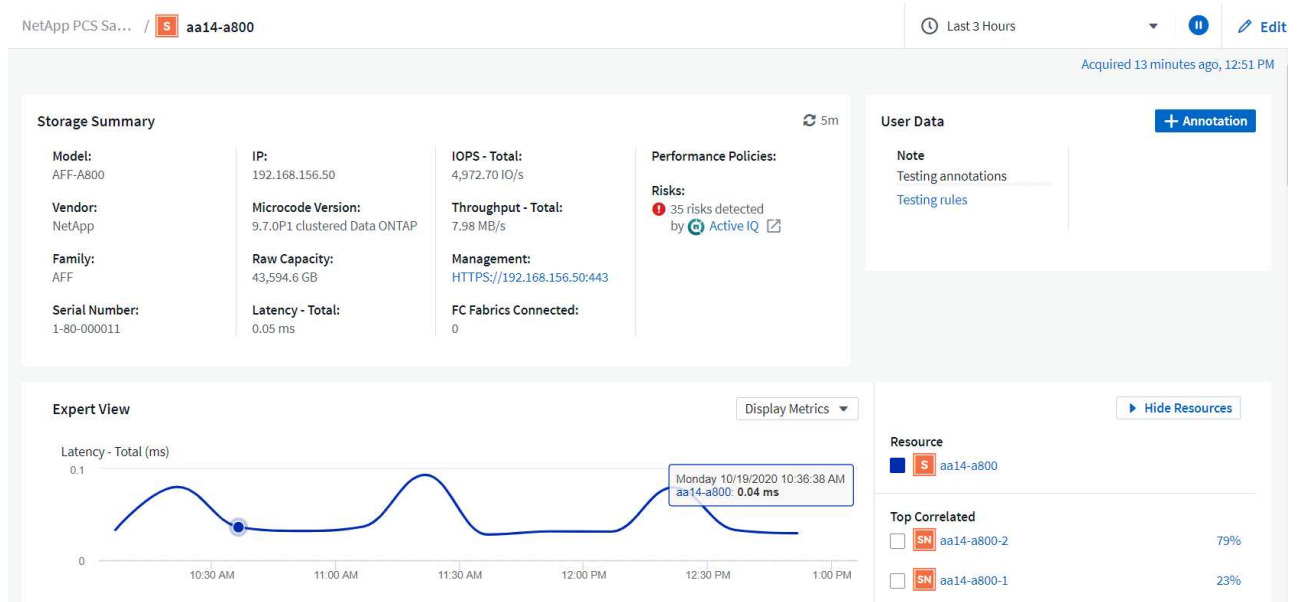 NetApp PCS Sa... / S aa14-a800
Last 3 Hours
Edit
Acquired 13 minutes ago, 12:51 PM
Storage Summary
5m
Model:
AFF-A800
Vendor:
NetApp
Family:
AFF
Serial Number:
1-80-000011
IP:
192.168.156.50
Microcode Version:
9.7.0P1 clustered Data ONTAP
Raw Capacity:
43,594.6 GB
Latency - Total:
0.05 ms
IOPS - Total:
4,972.70 IO/s
Throughput - Total:
7.98 MB/s
Management:
HTTPS://192.168.156.50:443
FC Fabrics Connected:
0
Performance Policies:
Risks:
35 risks detected
by Active IQ
User Data
+ Annotation
Note
Testing annotations
Testing rules
Expert View
Display Metrics
Latency - Total (ms)
0.1
0
Monday 10/19/2020 10:36:38 AM
aa14-a800: 0.04 ms
10:30 AM 11:00 AM 11:30 AM 12:00 PM 12:30 PM 1:00 PM
Hide Resources
Resource
S aa14-a800
Top Correlated
SN aa14-a800-2 79%
SN aa14-a800-1 23%